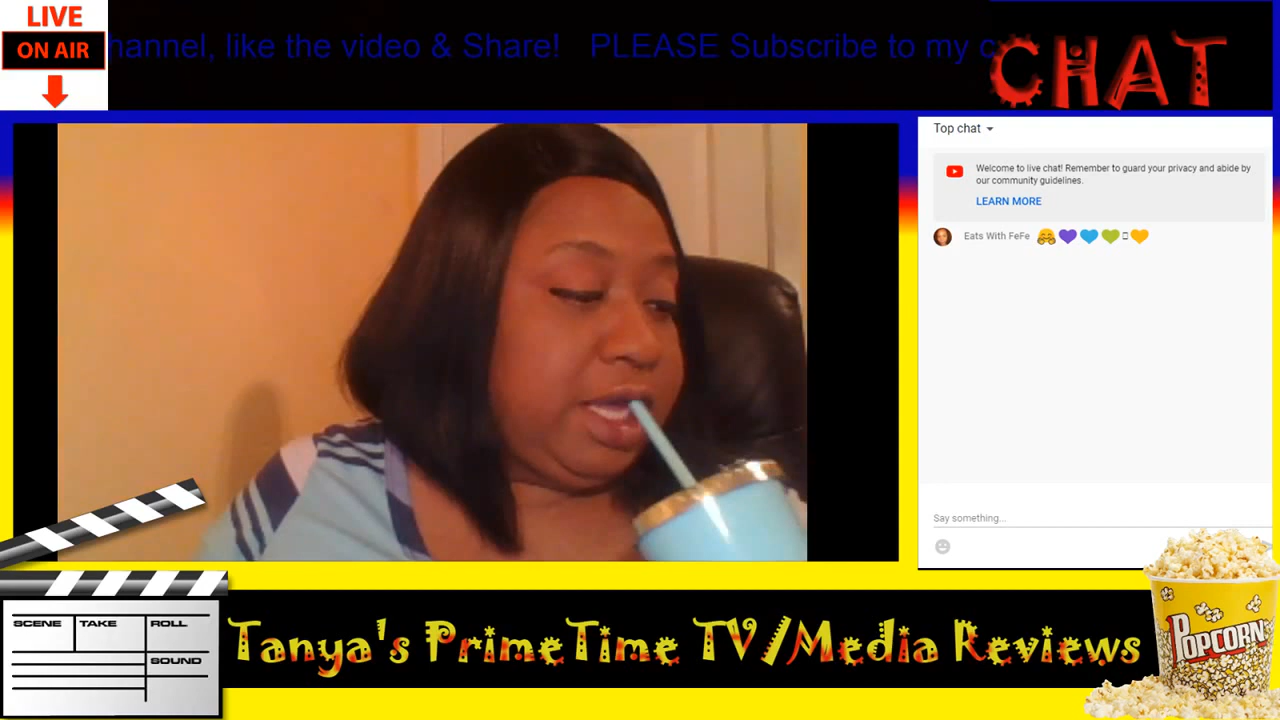 LIVE
ON AIR
hannel, like the video & Share!   PLEASE Subscribe to my c
CHAT
Top chat
Welcome to live chat! Remember to guard your privacy and abide by
our community guidelines.
LEARN MORE
Eats With FeFe
Say something...
SCENE TAKE ROLL
SOUND
Tanya's PrimeTime TV/Media Reviews
POPCORN